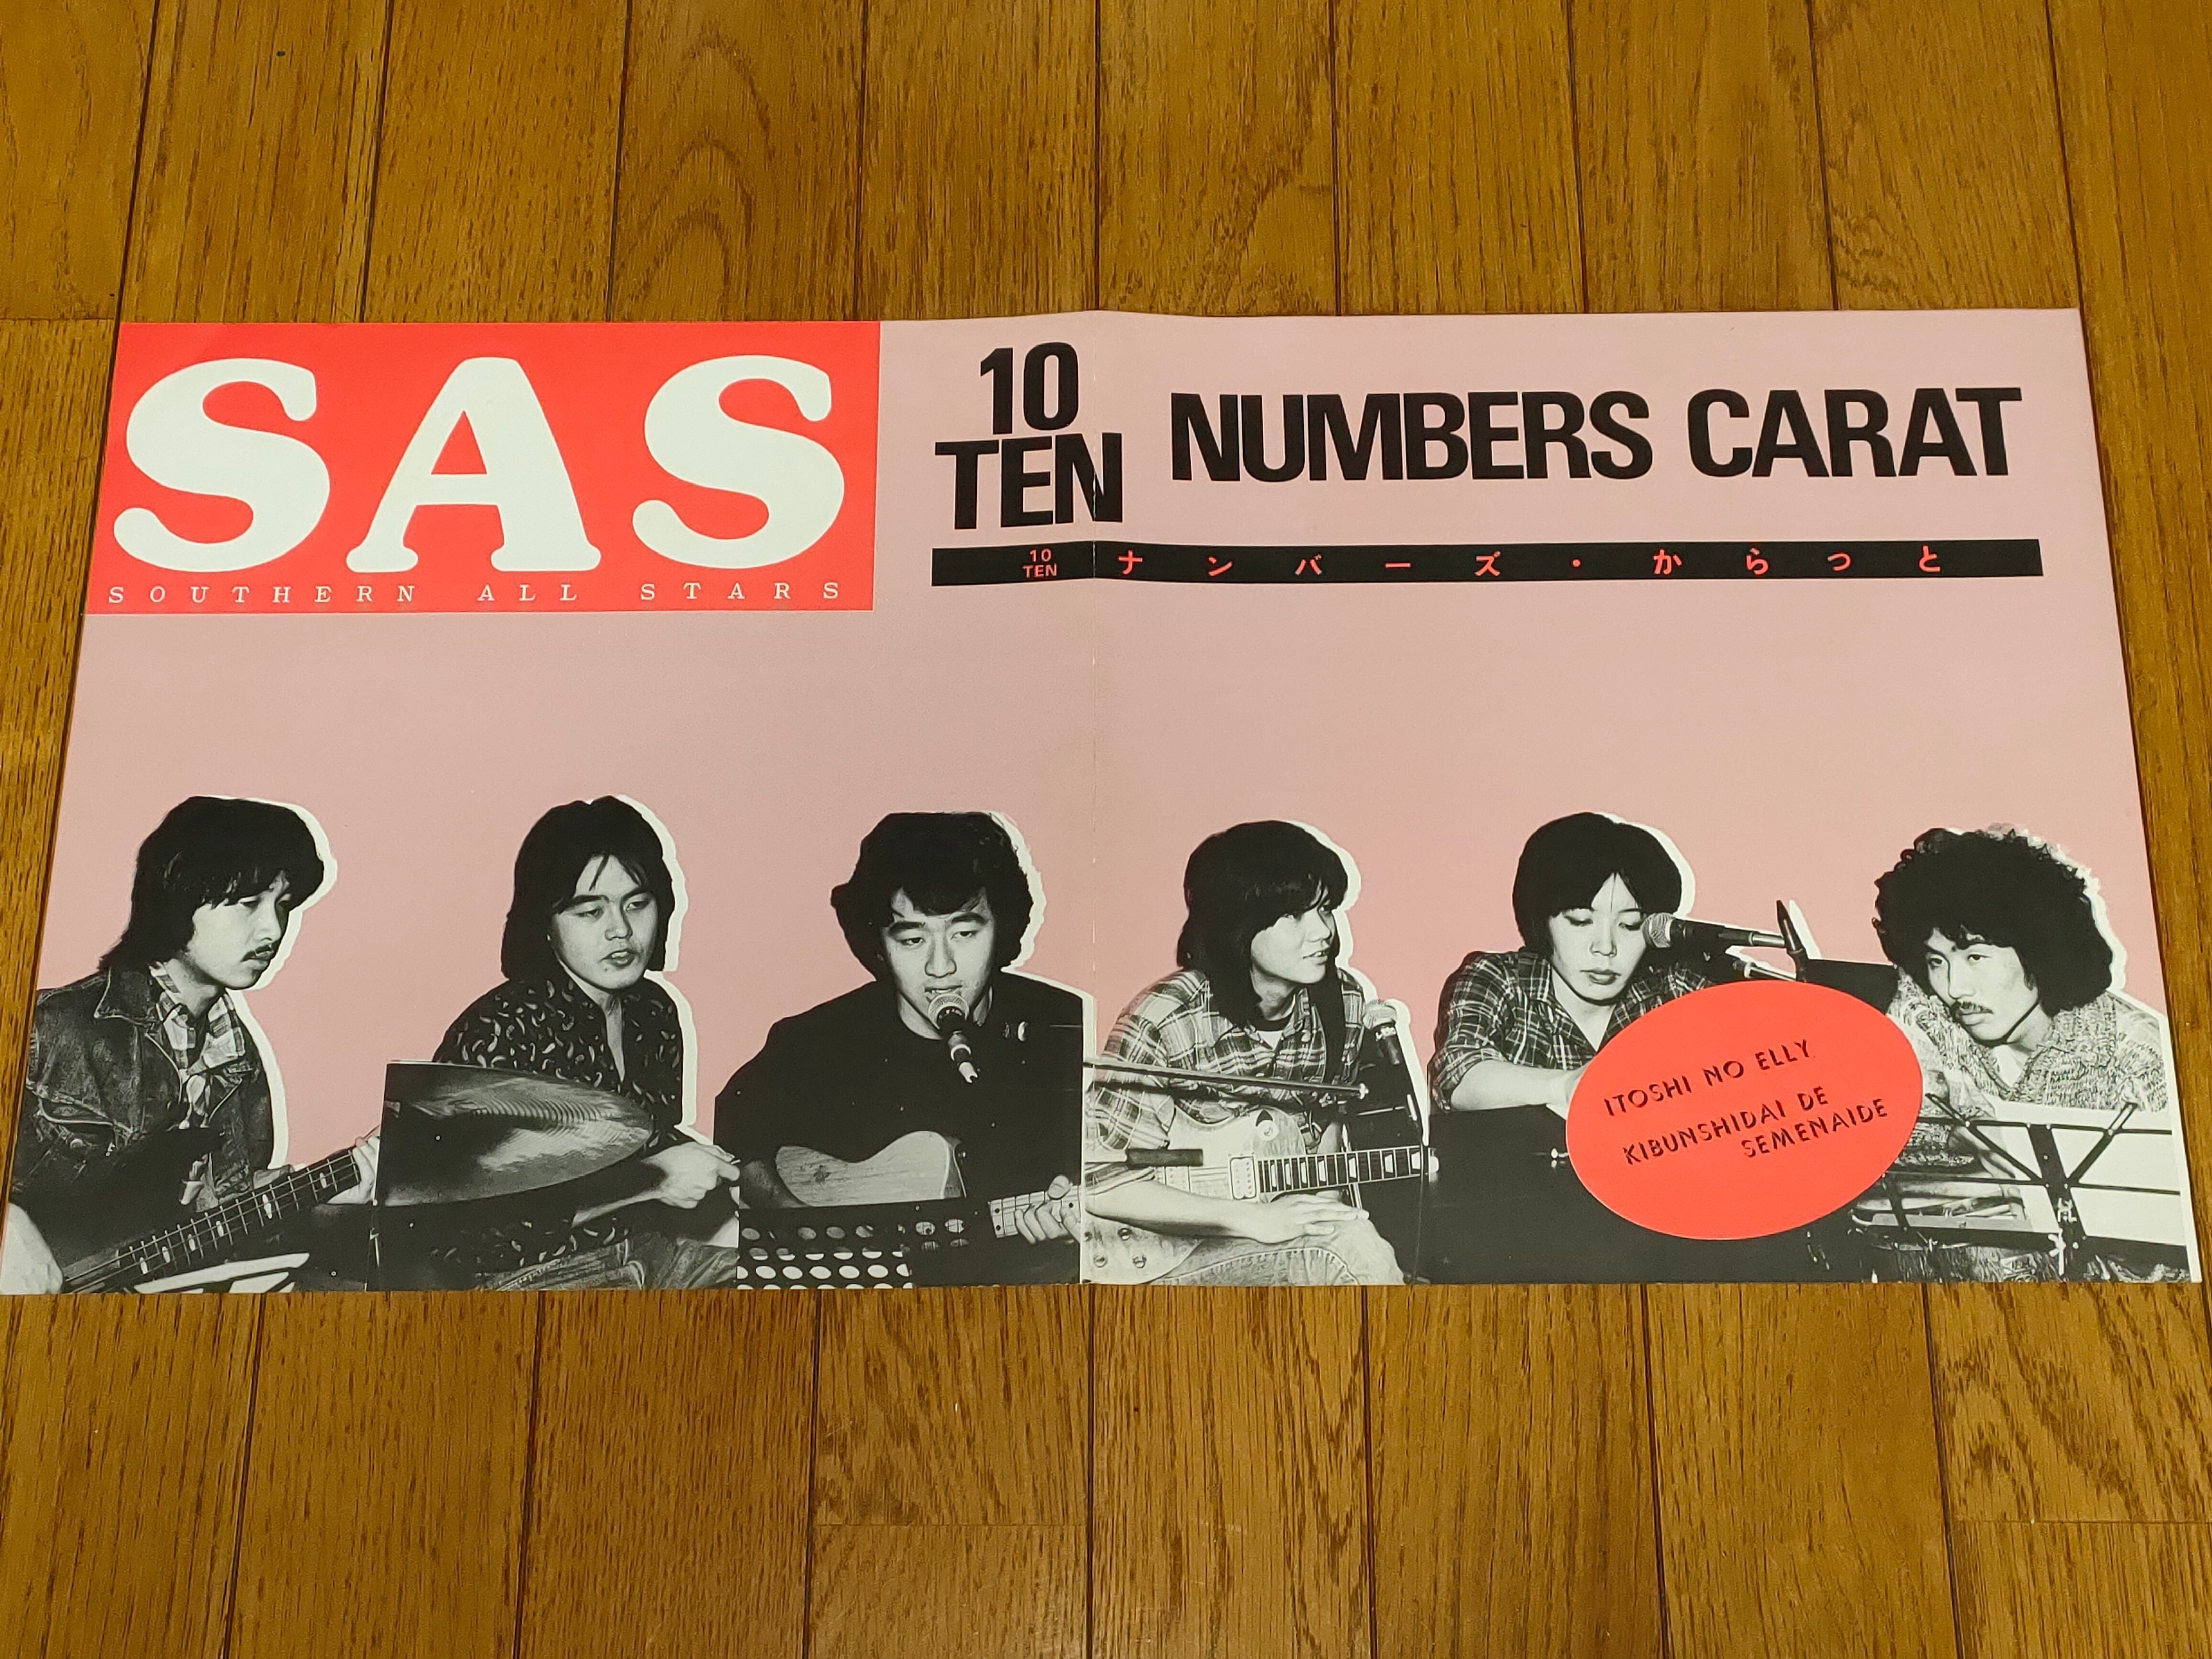 SAS
SOUTHERN ALL STARS
10
TEN
NUMBERS CARAT
10
TEN
ナンバーズ・からっと
ITOSHI NO ELLY
KIBUNSHIDAI DE
SEMENAIDE